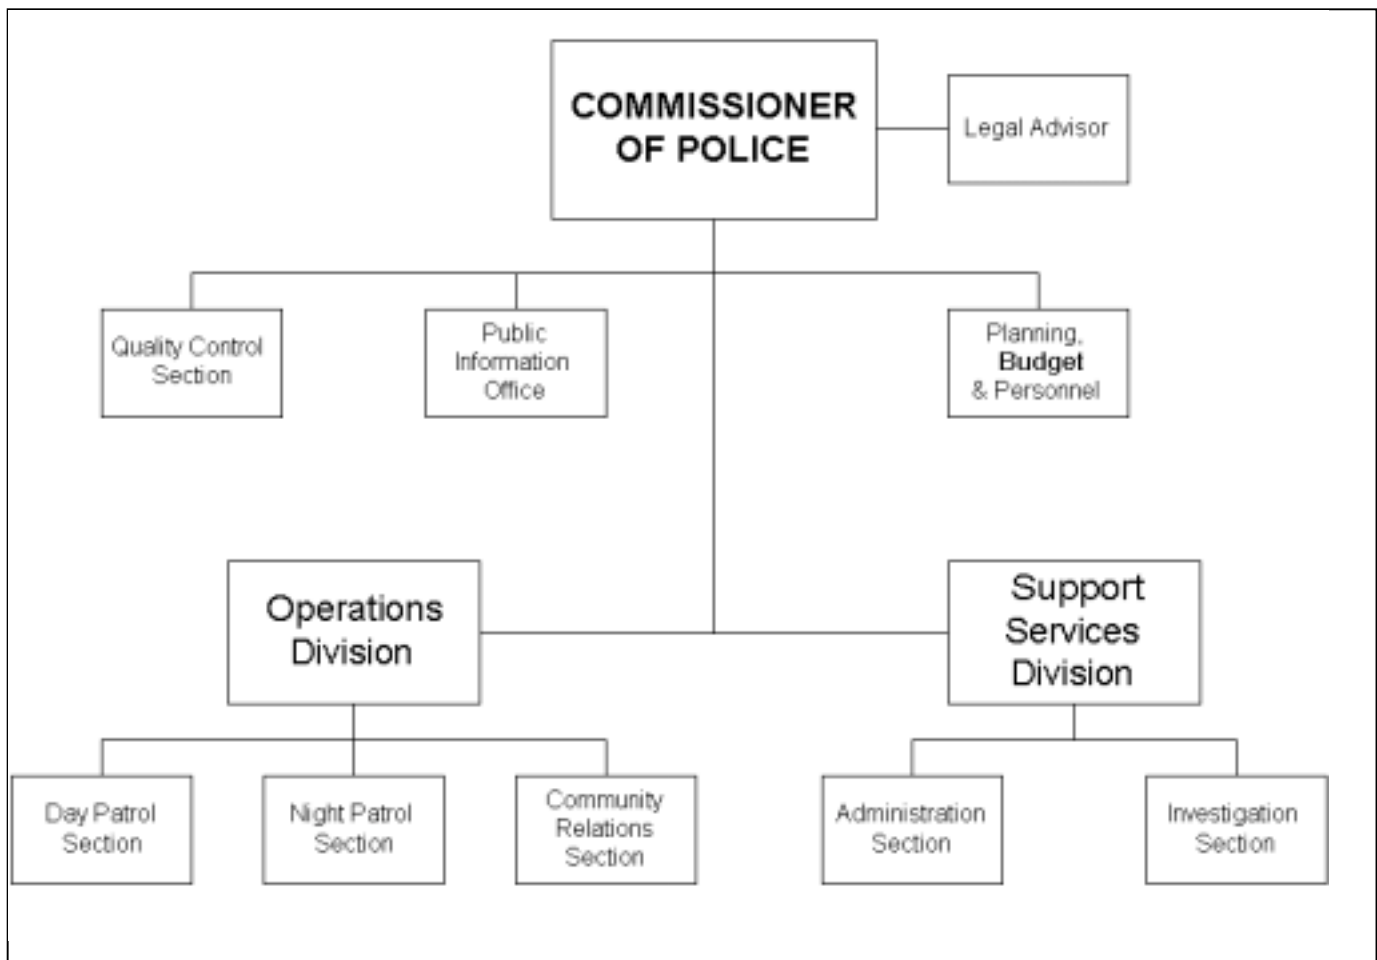 COMMISSIONER
OF POLICE
Legal Advisor
Quality Control
Section
Public
Information
Office
Planning,
Budget
& Personnel
Operations
Division
Support
Services
Division
Day Patrol
Section
Night Patrol
Section
Community
Relations
Section
Administration
Section
Investigation
Section